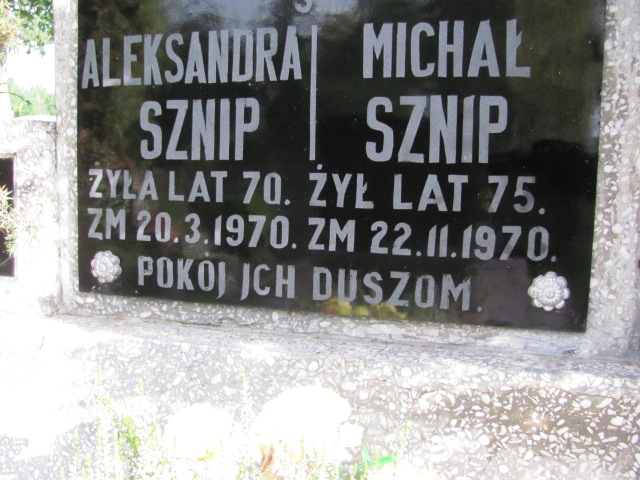 ALEKSANDRA
SZNIP
ŻYŁA LAT 70.
ZM 20.3.1970.
MICHAŁ
SZNIP
ŻYŁ LAT 75.
ZM 22.11.1970.
POKÓJ JCH DUSZOM.